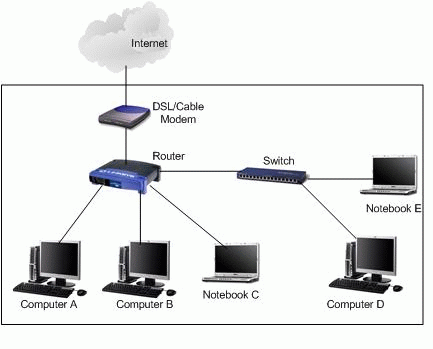 Internet
DSL/Cable
Modem
Router
Switch
Notebook E
Computer A
Computer B
Notebook C
Computer D